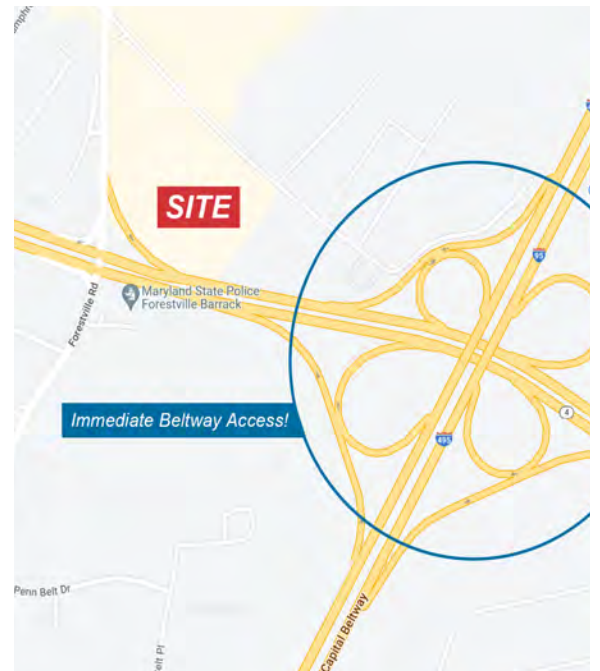 SITE
95
Maryland State Police
Forestville Barrack
Forestville Rd
Immediate Beltway Access!
4
495
Penn Belt Dr
Capital Beltway